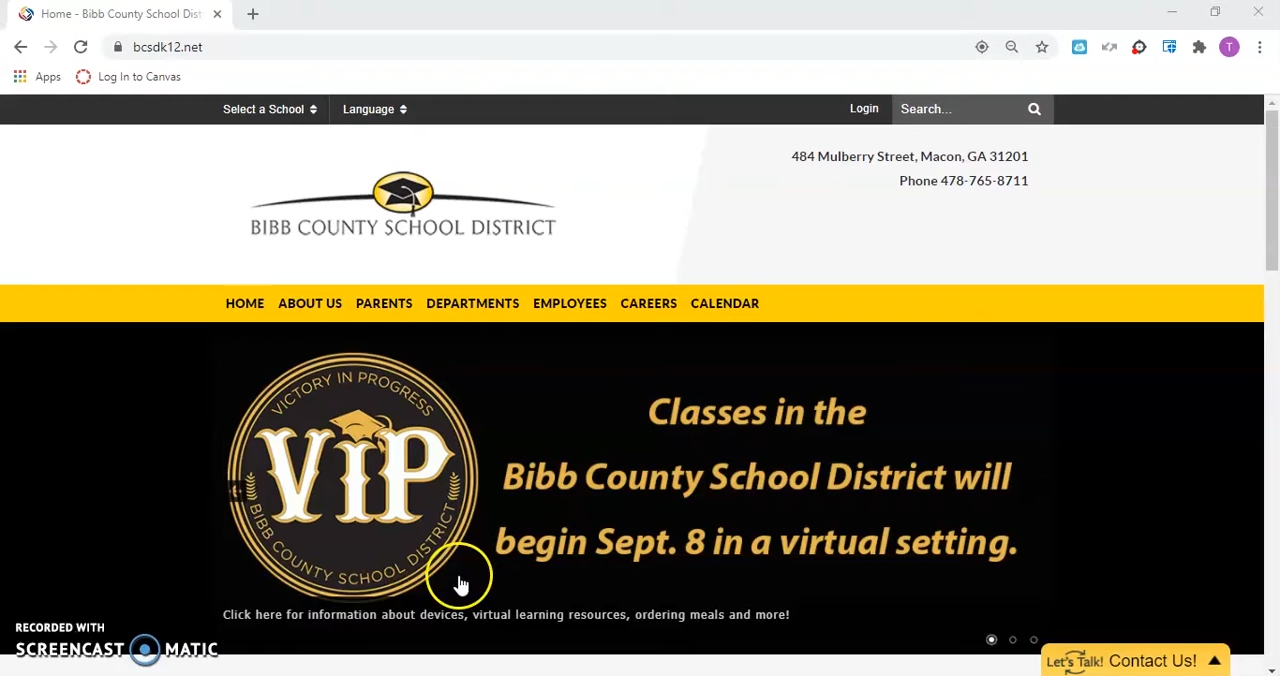 Home - Bibb County School Dist
bcsdk12.net
T
Apps
Log In to Canvas
Select a School
Language
Login
Search...
484 Mulberry Street, Macon, GA 31201
Phone 478-765-8711
BIBB COUNTY SCHOOL DISTRICT
HOME ABOUT US PARENTS DEPARTMENTS EMPLOYEES CAREERS CALENDAR
VICTORY IN PROGRESS
VIP
BIBB COUNTY SCHOOL DISTRICT
Classes in the
Bibb County School District will
begin Sept. 8 in a virtual setting.
Click here for information about devices, virtual learning resources, ordering meals and more!
RECORDED WITH
SCREENCAST MATIC
Let's Talk! Contact Us!